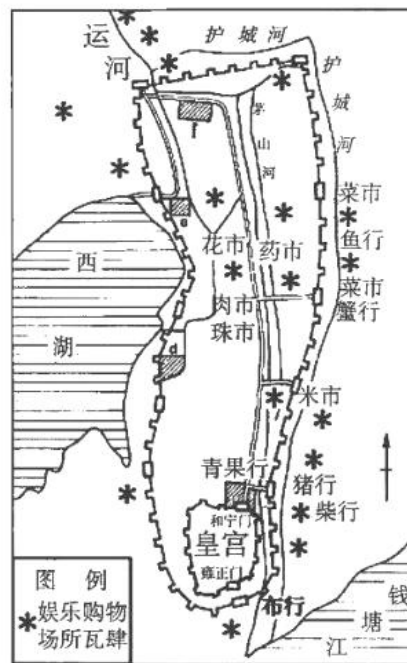 运河
护城河
护城河
茅山河
f
a
d
西湖
花市
药市
肉市
珠市
菜市
鱼行
菜市
蟹行
米市
青果行
猪行
柴行
和宁门
皇宫
雍正门
布行
钱塘江
图 例
娱乐购物
场所瓦肆